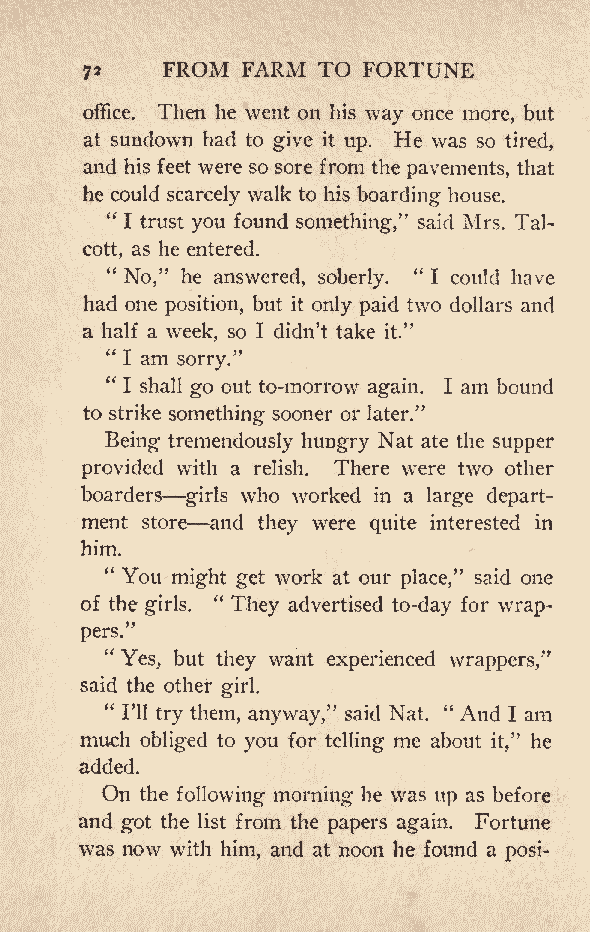 72 FROM FARM TO FORTUNE
office. Then he went on his way once more, but
at sundown had to give it up. He was so tired,
and his feet were so sore from the pavements, that
he could scarcely walk to his boarding house.
“ I trust you found something,” said Mrs. Tal-
cott, as he entered.
“ No,” he answered, soberly. “ I could have
had one position, but it only paid two dollars and
a half a week, so I didn’t take it.”
“ I am sorry.”
“ I shall go out to-morrow again. I am bound
to strike something sooner or later.”
Being tremendously hungry Nat ate the supper
provided with a relish. There were two other
boarders—girls who worked in a large depart-
ment store—and they were quite interested in
him.
“ You might get work at our place,” said one
of the girls. “ They advertised to-day for wrap-
pers.”
“ Yes, but they want experienced wrappers,”
said the other girl.
“ I’ll try them, anyway,” said Nat. “ And I am
much obliged to you for telling me about it,” he
added.
On the following morning he was up as before
and got the list from the papers again. Fortune
was now with him, and at noon he found a posi-